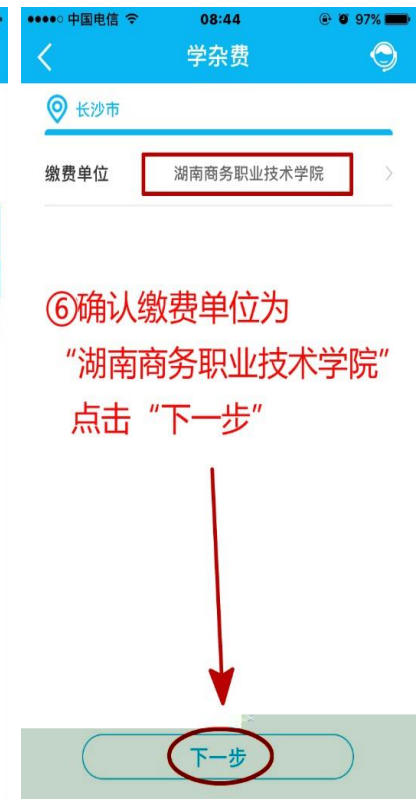 ●●●●○ 中国电信 08:44 97%
学杂费
长沙市
缴费单位 湖南商务职业技术学院
⑥确认缴费单位为
“湖南商务职业技术学院”
点击“下一步”
下一步